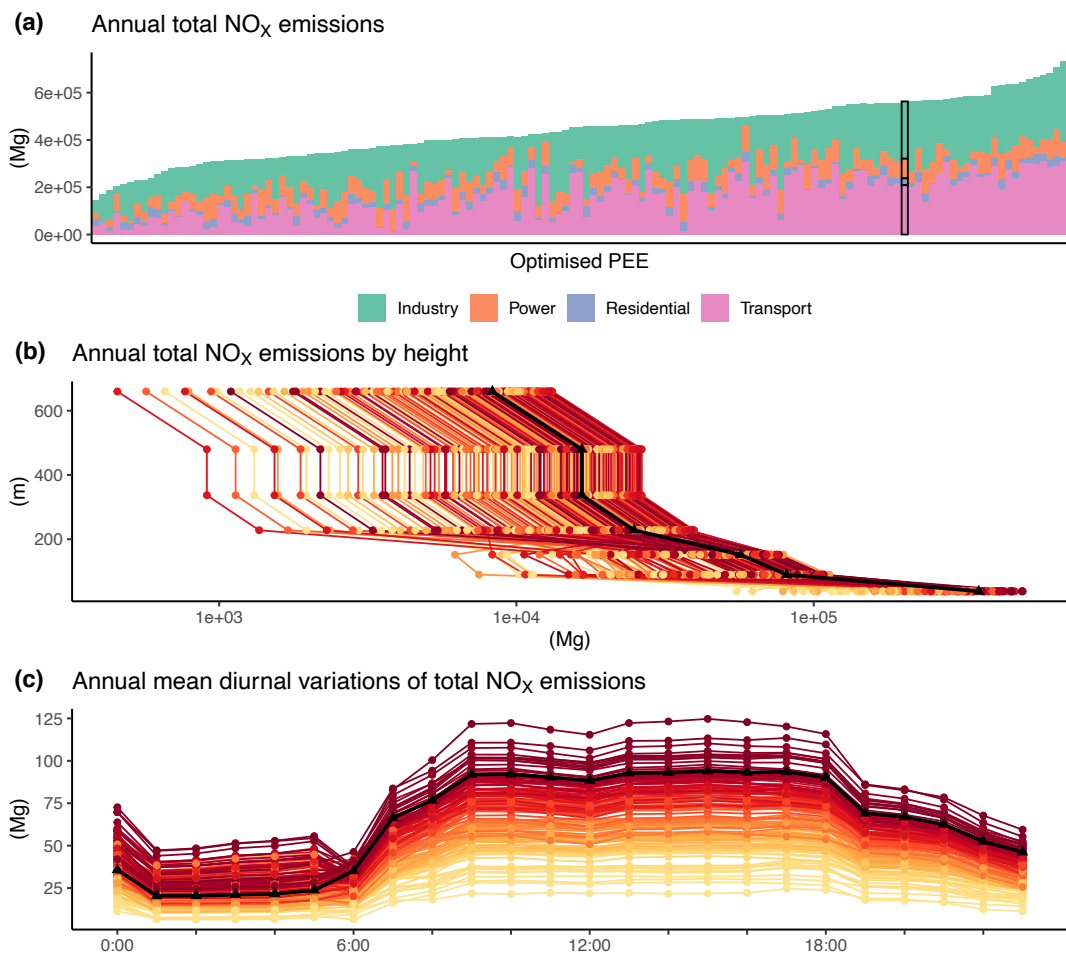 (a) Annual total NOX emissions
6e+05
4e+05
2e+05
0e+00
(Mg)
Optimised PEE
Industry Power Residential Transport
(b) Annual total NOX emissions by height
600
400
200
(m)
1e+03 1e+04 1e+05
(Mg)
(c) Annual mean diurnal variations of total NOX emissions
125
100
75
50
25
(Mg)
0:00 6:00 12:00 18:00